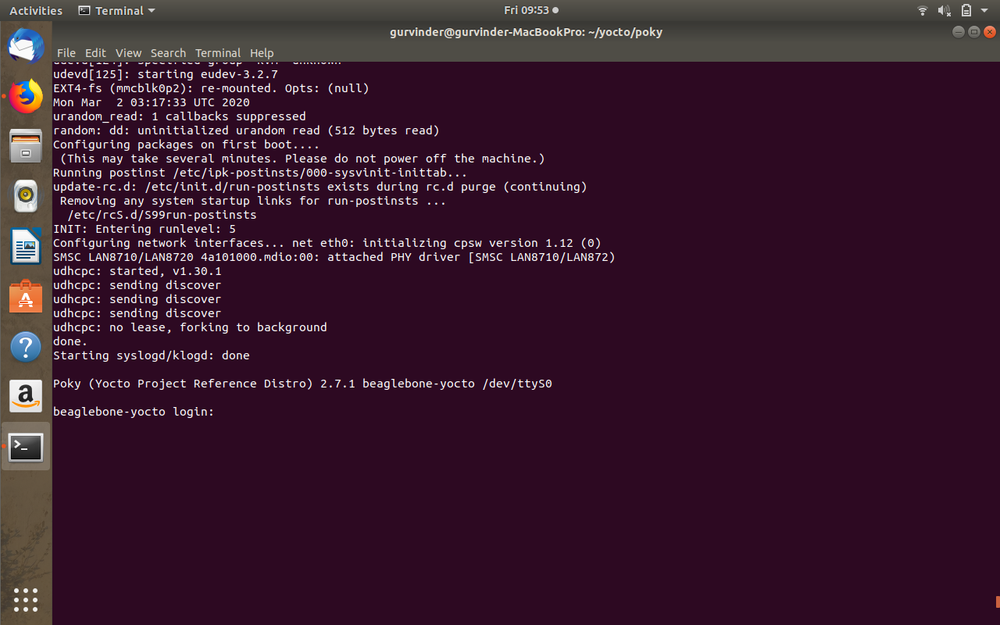 Activities
Terminal
Fri 09:53
gurvinder@gurvinder-MacBookPro: ~/yocto/poky
File Edit View Search Terminal Help
udevd[125]: starting eudev-3.2.7
EXT4-fs (mmcblk0p2): re-mounted. Opts: (null)
Mon Mar  2 03:17:33 UTC 2020
urandom_read: 1 callbacks suppressed
random: dd: uninitialized urandom read (512 bytes read)
Configuring packages on first boot....
 (This may take several minutes. Please do not power off the machine.)
Running postinst /etc/ipk-postinsts/000-sysvinit-inittab...
update-rc.d: /etc/init.d/run-postinsts exists during rc.d purge (continuing)
 Removing any system startup links for run-postinsts ...
  /etc/rcS.d/S99run-postinsts
INIT: Entering runlevel: 5
Configuring network interfaces... net eth0: initializing cpsw version 1.12 (0)
SMSC LAN8710/LAN8720 4a101000.mdio:00: attached PHY driver [SMSC LAN8710/LAN872)
udhcpc: started, v1.30.1
udhcpc: sending discover
udhcpc: sending discover
udhcpc: sending discover
udhcpc: no lease, forking to background
done.
Starting syslogd/klogd: done
Poky (Yocto Project Reference Distro) 2.7.1 beaglebone-yocto /dev/ttyS0
beaglebone-yocto login: